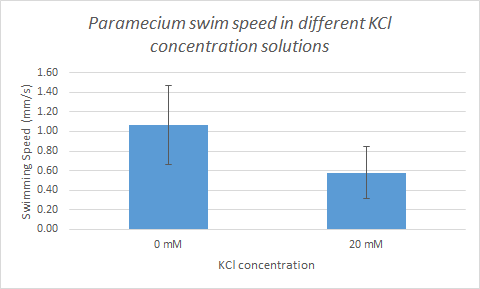 Paramecium swim speed in different KCl
concentration solutions
Swimming Speed (mm/s)
1.60
1.40
1.20
1.00
0.80
0.60
0.40
0.20
0.00
0 mM
20 mM
KCl concentration